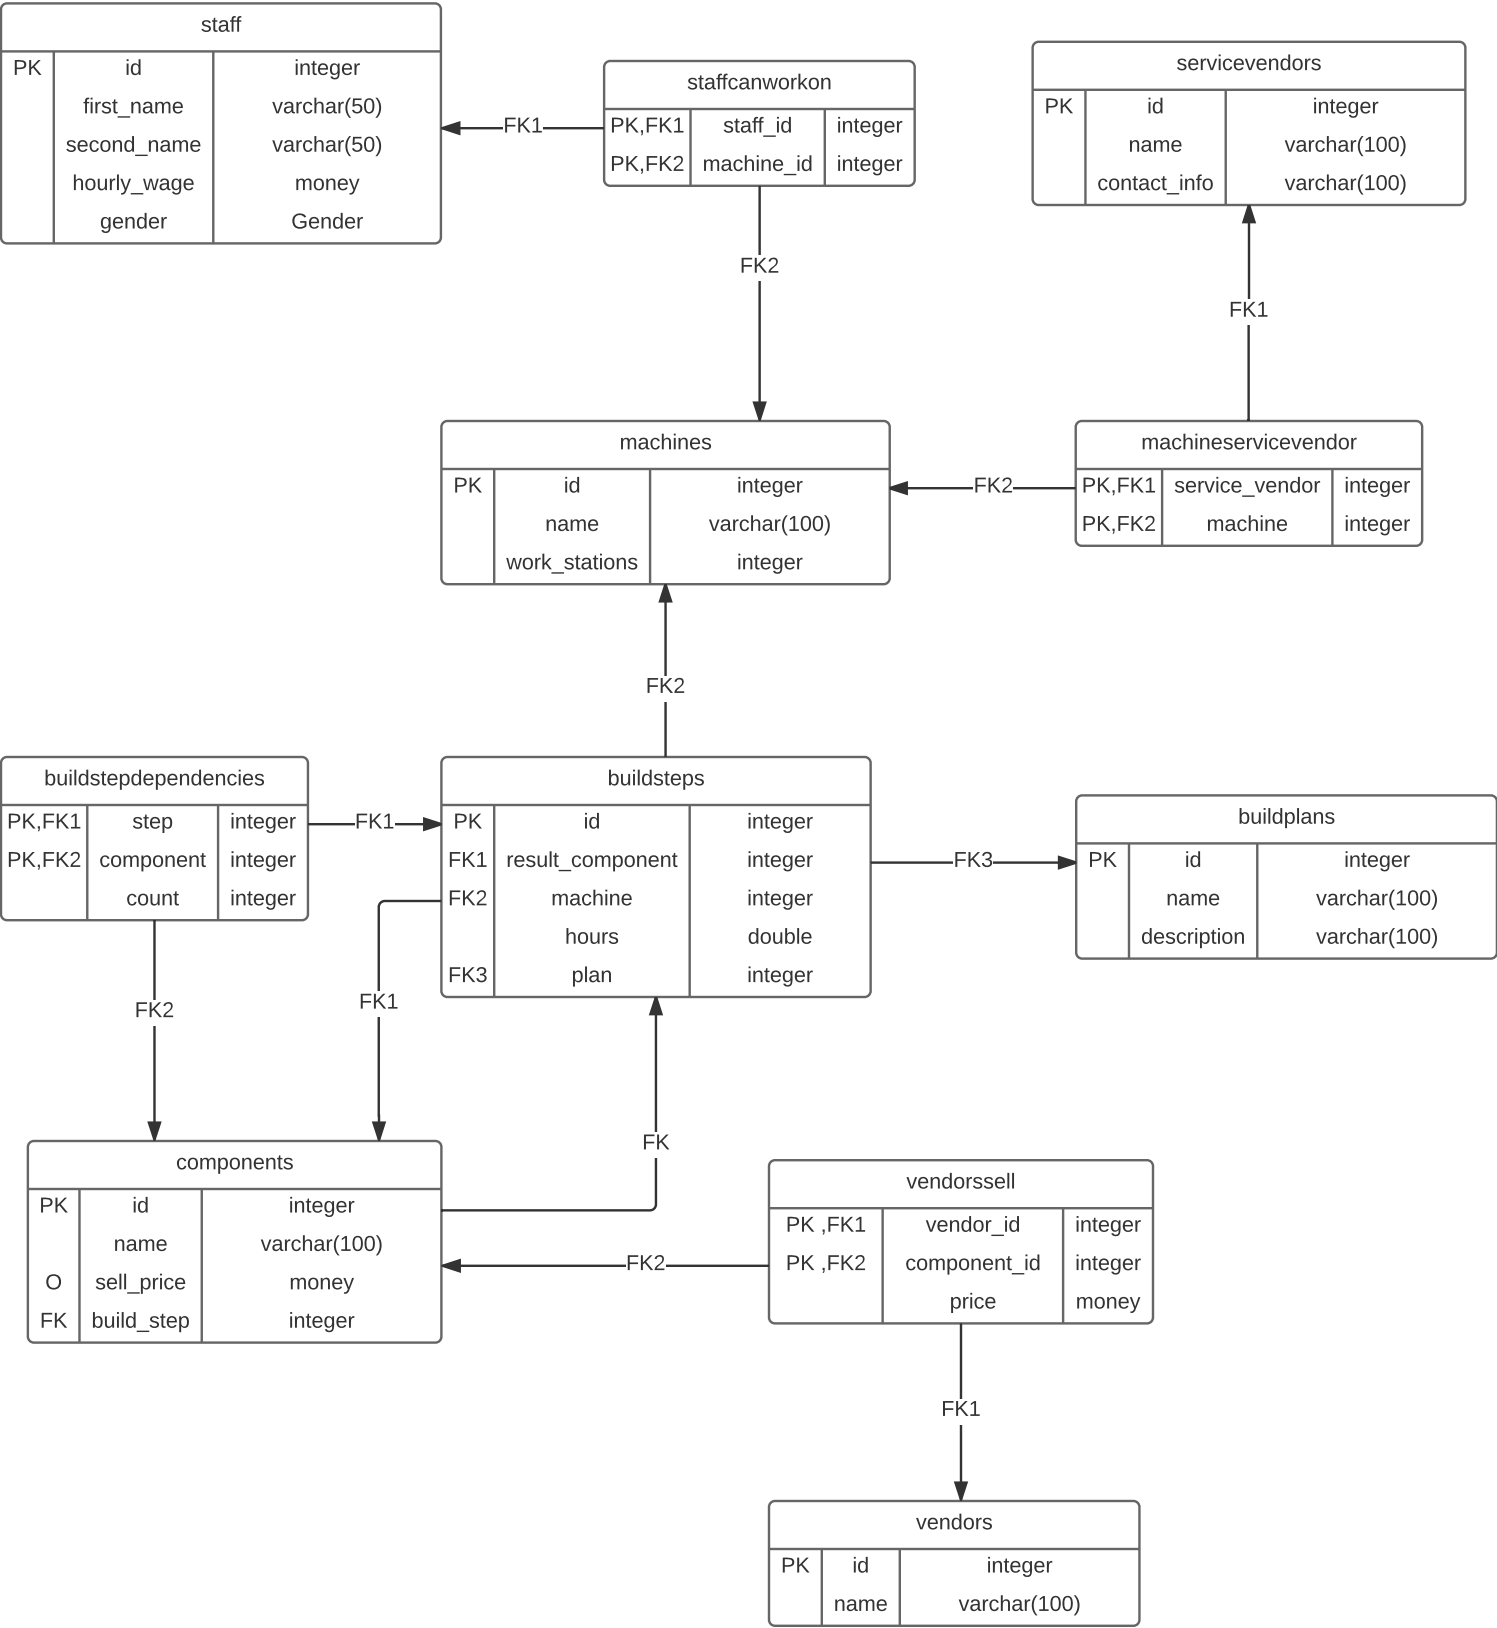 staff
PK id integer
first_name varchar(50)
second_name varchar(50)
hourly_wage money
gender Gender
FK1
staffcanworkon
PK,FK1 staff_id integer
PK,FK2 machine_id integer
servicevendors
PK id integer
name varchar(100)
contact_info varchar(100)
FK2
FK1
machines
PK id integer
name varchar(100)
work_stations integer
FK2
machineservicevendor
PK,FK1 service_vendor integer
PK,FK2 machine integer
FK2
buildstepdependencies
PK,FK1 step integer
PK,FK2 component integer
count integer
FK1
buildsteps
PK id integer
FK1 result_component integer
FK2 machine integer
hours double
FK3 plan integer
FK3
buildplans
PK id integer
name varchar(100)
description varchar(100)
FK2
FK1
FK
components
PK id integer
name varchar(100)
O sell_price money
FK build_step integer
FK2
vendorssell
PK ,FK1 vendor_id integer
PK ,FK2 component_id integer
price money
FK1
vendors
PK id integer
name varchar(100)